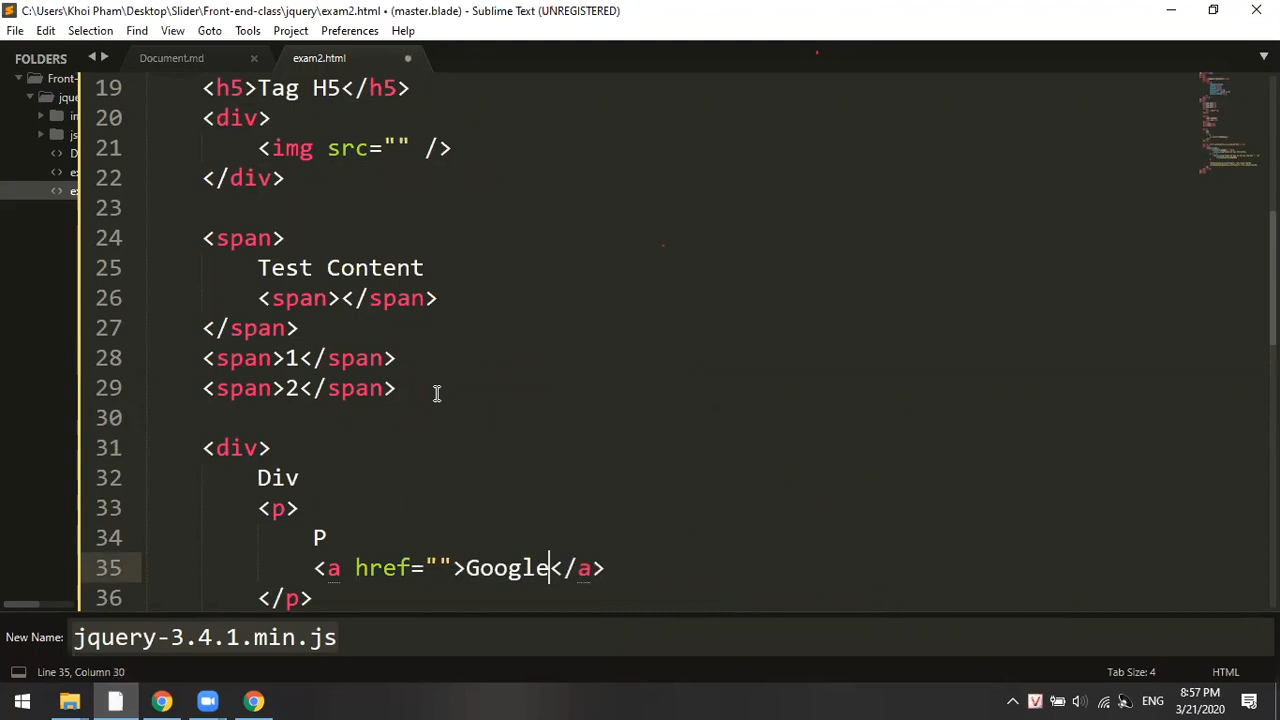 C:\Users\Khoi Pham\Desktop\Slider\Front-end-class\jquery\exam2.html • (master.blade) - Sublime Text (UNREGISTERED)
File Edit Selection Find View Goto Tools Project Preferences Help
FOLDERS Document.md exam2.html
Front-
jque
in
js
D
e
e
19 <h5>Tag H5</h5>
20 <div>
21 <img src="" />
22 </div>
23
24 <span>
25 Test Content
26 <span></span>
27 </span>
28 <span>1</span>
29 <span>2</span>
30
31 <div>
32 Div
33 <p>
34 P
35 <a href="">Google</a>
36 </p>
New Name: jquery-3.4.1.min.js
Line 35, Column 30 Tab Size: 4 HTML
V ENG 8:57 PM
3/21/2020